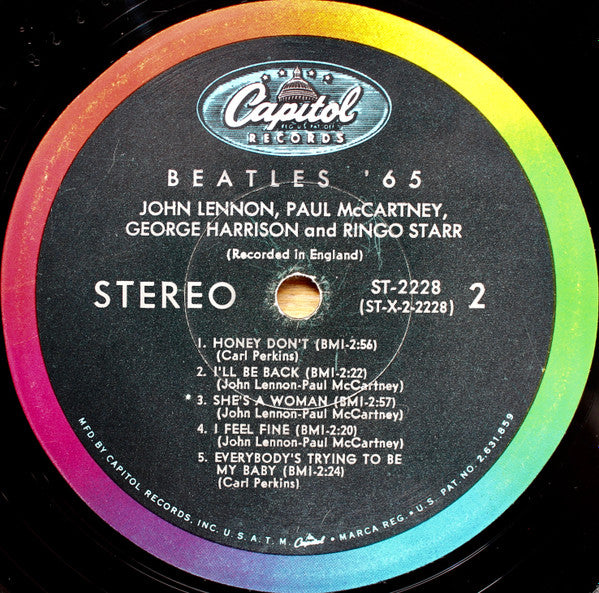 Capitol
REG. U.S. PAT. OFF.
RECORDS
BEATLES '65
JOHN LENNON, PAUL McCARTNEY,
GEORGE HARRISON and RINGO STARR
(Recorded in England)
STEREO
ST-2228
(ST-X-2-2228)
2
1. HONEY DON'T (BMI-2:56)
(Carl Perkins)
2. I'LL BE BACK (BMI-2:22)
(John Lennon-Paul McCartney)
* 3. SHE'S A WOMAN (BMI-2:57)
(John Lennon-Paul McCartney)
4. I FEEL FINE (BMI-2:20)
(John Lennon-Paul McCartney)
5. EVERYBODY'S TRYING TO BE
MY BABY (BMI-2:24)
(Carl Perkins)
MFD. BY CAPITOL RECORDS, INC. U.S.A. T.M. Capitol • MARCA REG. • U.S. PAT. NO. 2,631,859